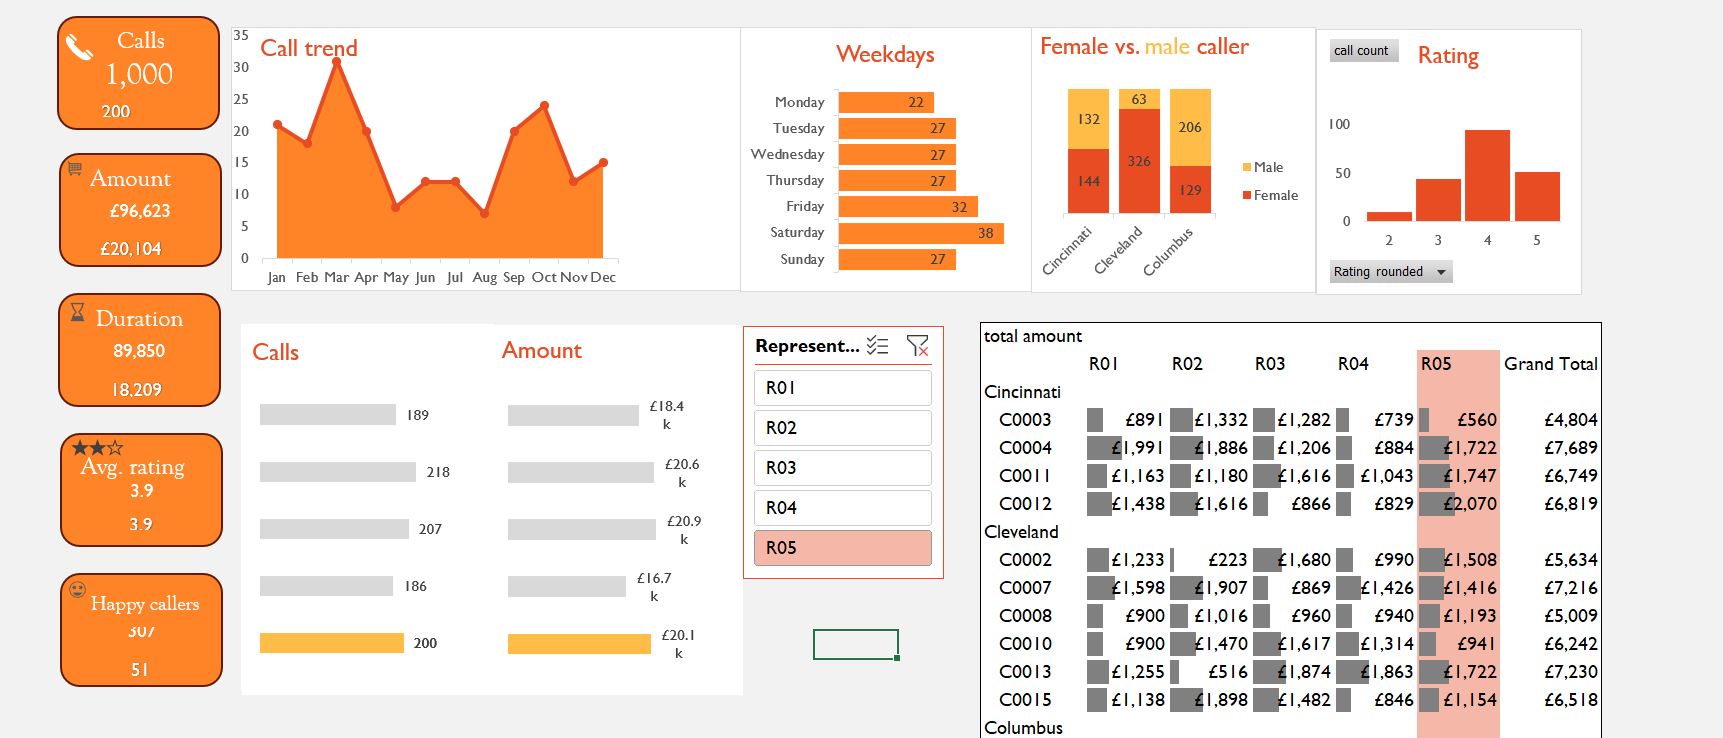 Calls
1,000
200
Amount
£96,623
£20,104
Duration
89,850
18,209
Avg. rating
3.9
3.9
Happy callers
307
51
Call trend
35
30
25
20
15
10
5
0
Jan Feb Mar Apr May Jun Jul Aug Sep Oct Nov Dec
Weekdays
Monday 22
Tuesday 27
Wednesday 27
Thursday 27
Friday 32
Saturday 38
Sunday 27
Female vs. male caller
132 63 206
144 326 129
Male
Female
Cincinnati Cleveland Columbus
call count
Rating
100
50
0
2 3 4 5
Rating rounded
Calls
189
218
207
186
200
Amount
£18.4
k
£20.6
k
£20.9
k
£16.7
k
£20.1
k
Represent...
R01
R02
R03
R04
R05
total amount
R01 R02 R03 R04 R05 Grand Total
Cincinnati
C0003 £891 £1,332 £1,282 £739 £560 £4,804
C0004 £1,991 £1,886 £1,206 £884 £1,722 £7,689
C0011 £1,163 £1,180 £1,616 £1,043 £1,747 £6,749
C0012 £1,438 £1,616 £866 £829 £2,070 £6,819
Cleveland
C0002 £1,233 £223 £1,680 £990 £1,508 £5,634
C0007 £1,598 £1,907 £869 £1,426 £1,416 £7,216
C0008 £900 £1,016 £960 £940 £1,193 £5,009
C0010 £900 £1,470 £1,617 £1,314 £941 £6,242
C0013 £1,255 £516 £1,874 £1,863 £1,722 £7,230
C0015 £1,138 £1,898 £1,482 £846 £1,154 £6,518
Columbus